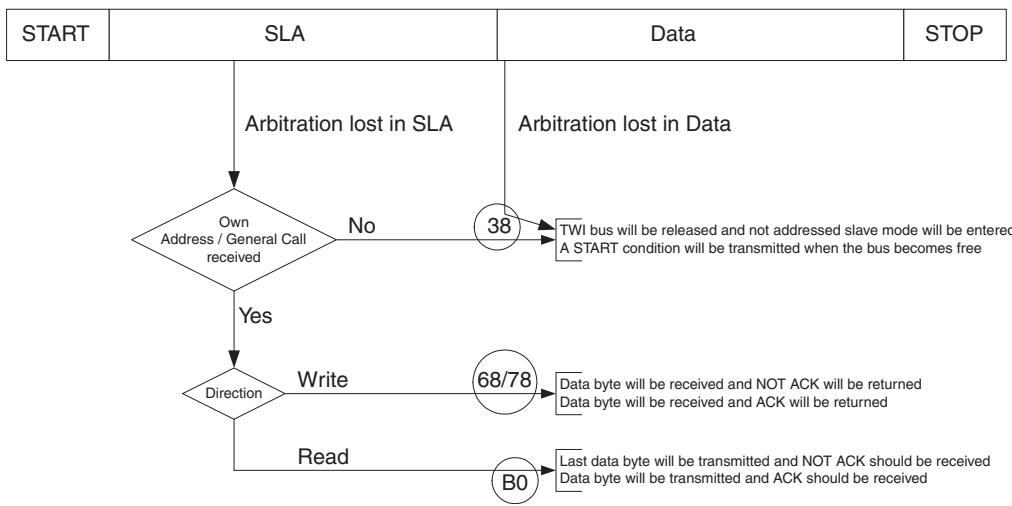 START SLA Data STOP
Arbitration lost in SLA Arbitration lost in Data
Own
Address / General Call
received
No
38
TWI bus will be released and not addressed slave mode will be entered
A START condition will be transmitted when the bus becomes free
Yes
Direction
Write
68/78
Data byte will be received and NOT ACK will be returned
Data byte will be received and ACK will be returned
Read
B0
Last data byte will be transmitted and NOT ACK should be received
Data byte will be transmitted and ACK should be received